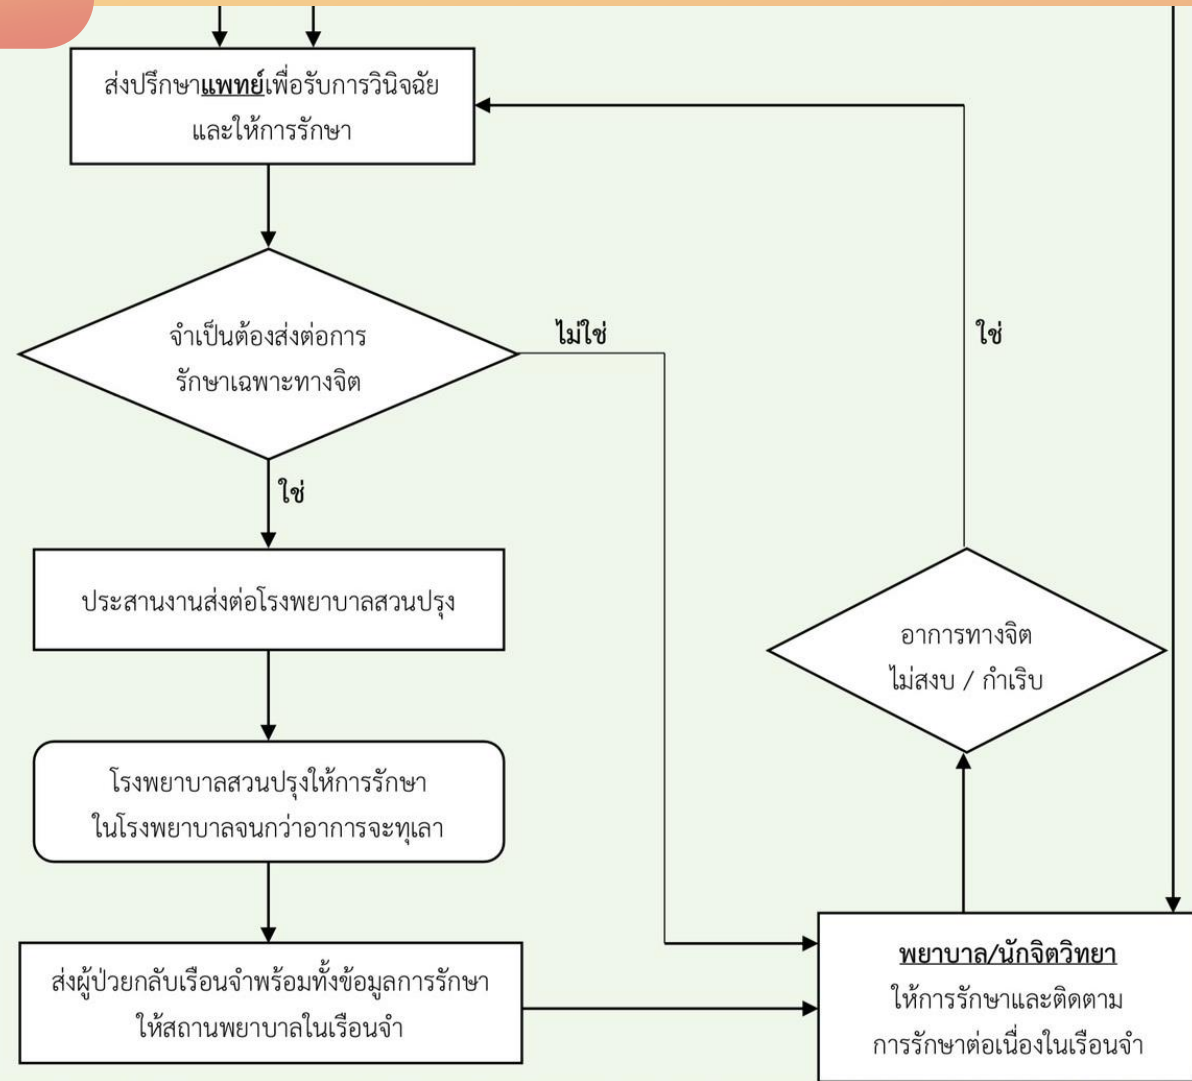 ส่งปรึกษาแพทย์เพื่อรับการวินิจฉัย
และให้การรักษา
จำเป็นต้องส่งต่อการ
รักษาเฉพาะทางจิต
ไม่ใช่
ใช่
ใช่
ประสานงานส่งต่อโรงพยาบาลสวนปรุง
อาการทางจิต
ไม่สงบ / กำเริบ
โรงพยาบาลสวนปรุงให้การรักษา
ในโรงพยาบาลจนกว่าอาการจะทุเลา
ส่งผู้ป่วยกลับเรือนจำพร้อมทั้งข้อมูลการรักษา
ให้สถานพยาบาลในเรือนจำ
พยาบาล/นักจิตวิทยา
ให้การรักษาและติดตาม
การรักษาต่อเนื่องในเรือนจำ